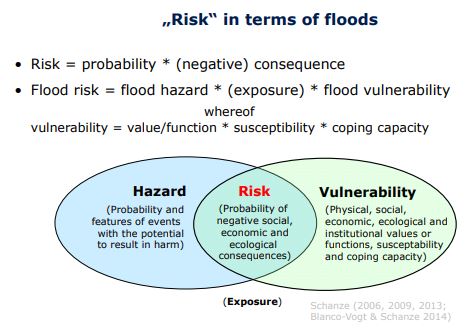 „Risk“ in terms of floods
• Risk = probability * (negative) consequence
• Flood risk = flood hazard * (exposure) * flood vulnerability
whereof
vulnerability = value/function * susceptibility * coping capacity
Hazard
(Probability and
features of events
with the potential
to result in harm)
Risk
(Probability of
negative social,
economic and
ecological
consequences)
Vulnerability
(Physical, social,
economic, ecological and
institutional values or
functions, susceptability
and coping capacity)
(Exposure)
Schanze (2006, 2009, 2013;
Blanco-Vogt & Schanze 2014)